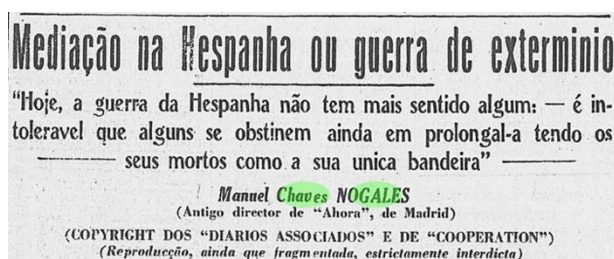 Mediação na Hespanha ou guerra de exterminio
"Hoje, a guerra da Hespanha não tem mais sentido algum: — é in-
toleravel que alguns se obstinem ainda em prolongal-a tendo os
seus mortos como a sua unica bandeira"
Manuel Chaves NOGALES
(Antigo director de "Ahora", de Madrid)
(COPYRIGHT DOS "DIARIOS ASSOCIADOS" E DE "COOPERATION")
(Reproducção, ainda que fragmentada, estrictamente interdicta)